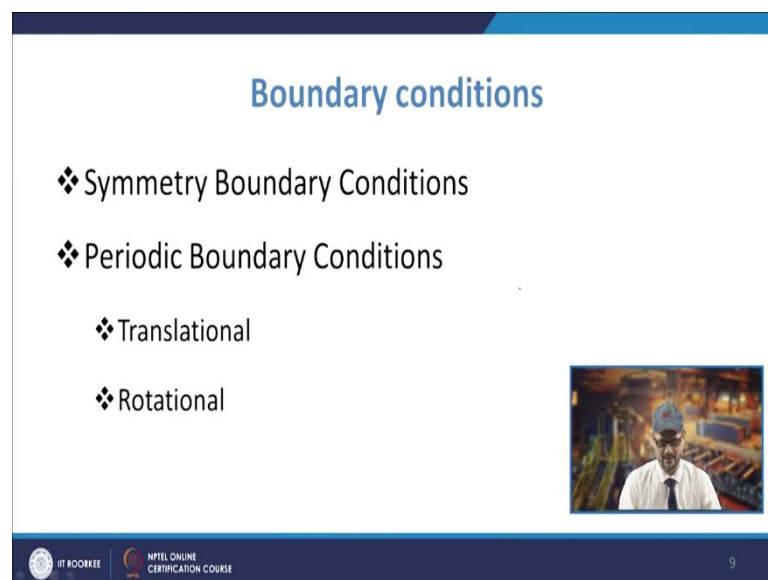 Boundary conditions
❖ Symmetry Boundary Conditions
❖ Periodic Boundary Conditions
❖ Translational
❖ Rotational
IIT ROORKEE
NPTEL ONLINE
CERTIFICATION COURSE
9